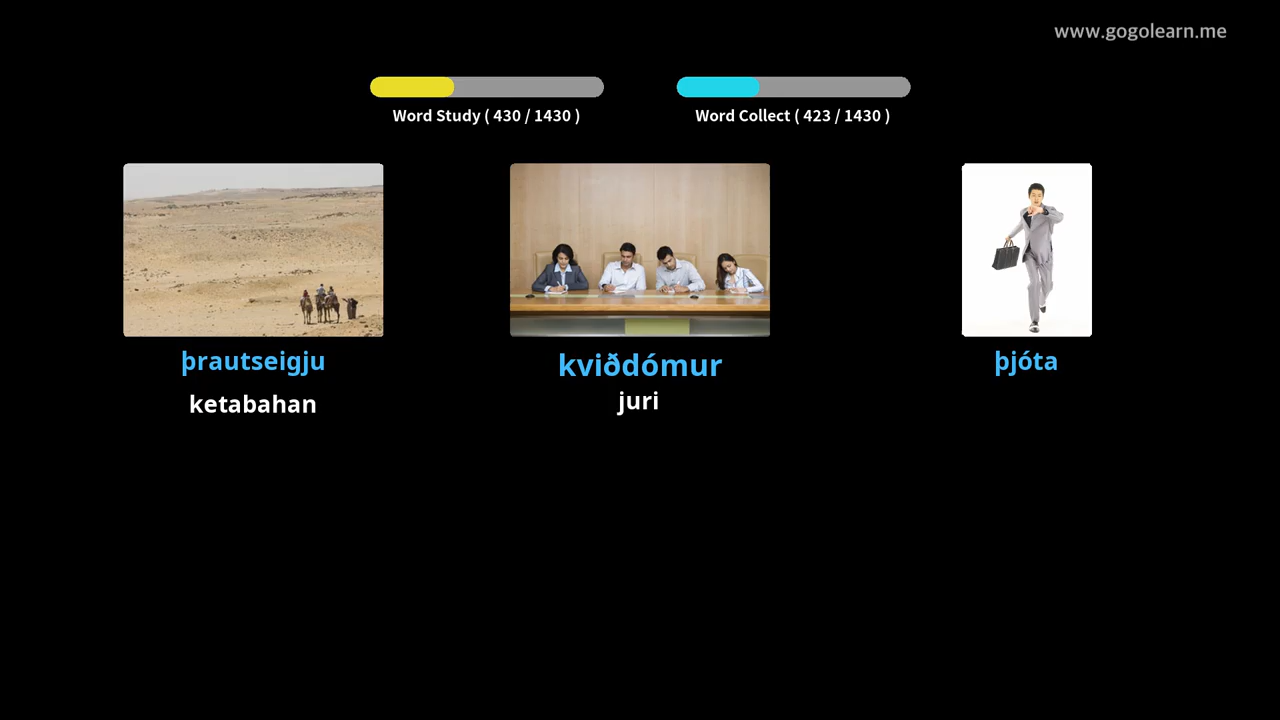 www.gogolearn.me
Word Study ( 430 / 1430 )
Word Collect ( 423 / 1430 )
þrautseigju
ketabahan
kviðdómur
juri
þjóta